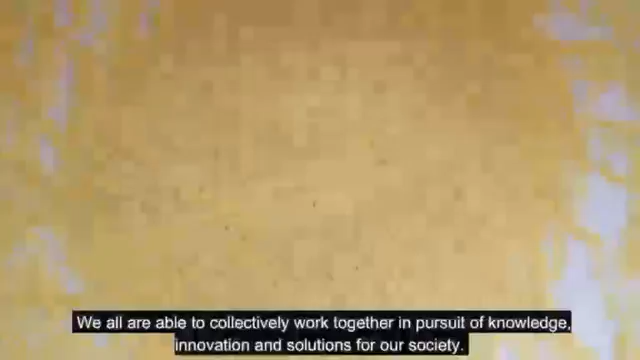 We all are able to collectively work together in pursuit of knowledge,
innovation and solutions for our society.